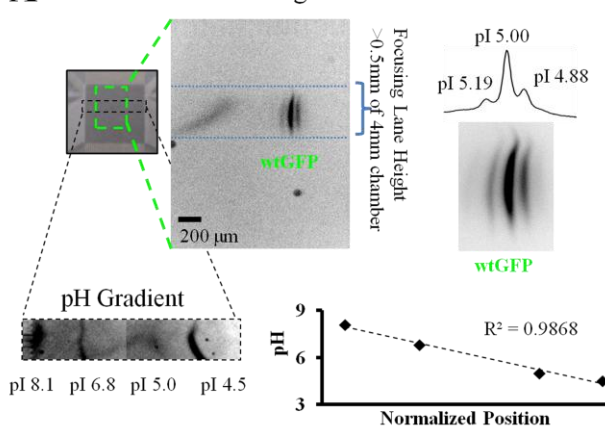 pI 5.00
pI 5.19
pI 4.88
Focusing Lane Height
>0.5mm of 4mm chamber
wtGFP
200 µm
wtGFP
pH Gradient
pI 8.1
pI 6.8
pI 5.0
pI 4.5
R² = 0.9868
pH
9
6
3
Normalized Position